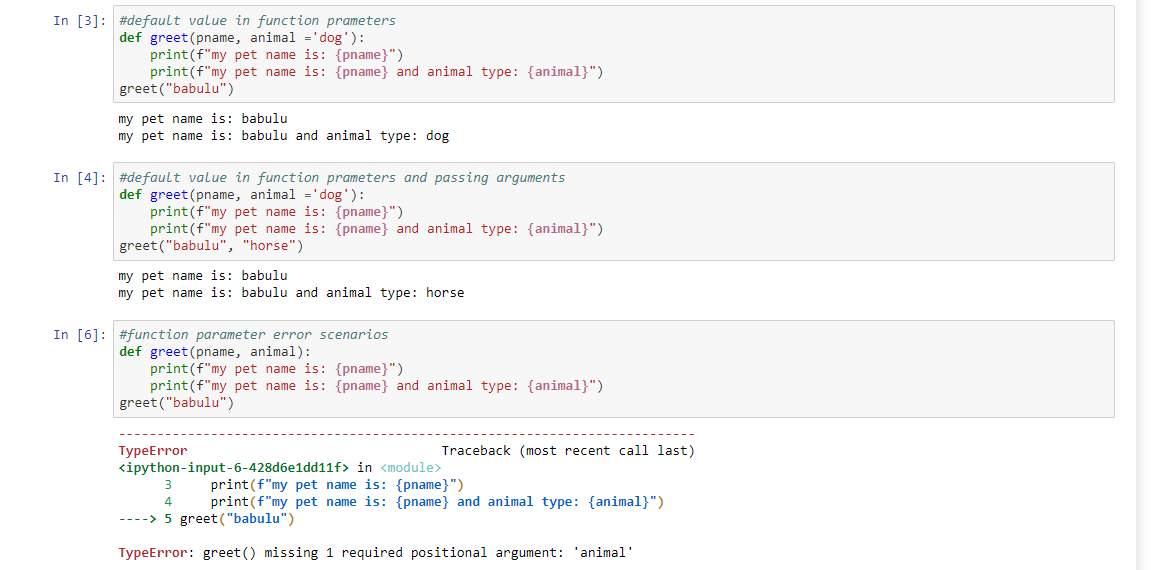 In [3]: #default value in function prameters
def greet(pname, animal ='dog'):
    print(f"my pet name is: {pname}")
    print(f"my pet name is: {pname} and animal type: {animal}")
greet("babulu")
my pet name is: babulu
my pet name is: babulu and animal type: dog
In [4]: #default value in function prameters and passing arguments
def greet(pname, animal ='dog'):
    print(f"my pet name is: {pname}")
    print(f"my pet name is: {pname} and animal type: {animal}")
greet("babulu", "horse")
my pet name is: babulu
my pet name is: babulu and animal type: horse
In [6]: #function parameter error scenarios
def greet(pname, animal):
    print(f"my pet name is: {pname}")
    print(f"my pet name is: {pname} and animal type: {animal}")
greet("babulu")
---------------------------------------------------------------------------
TypeError                                 Traceback (most recent call last)
<ipython-input-6-428d6e1dd11f> in <module>
      3     print(f"my pet name is: {pname}")
      4     print(f"my pet name is: {pname} and animal type: {animal}")
----> 5 greet("babulu")
TypeError: greet() missing 1 required positional argument: 'animal'